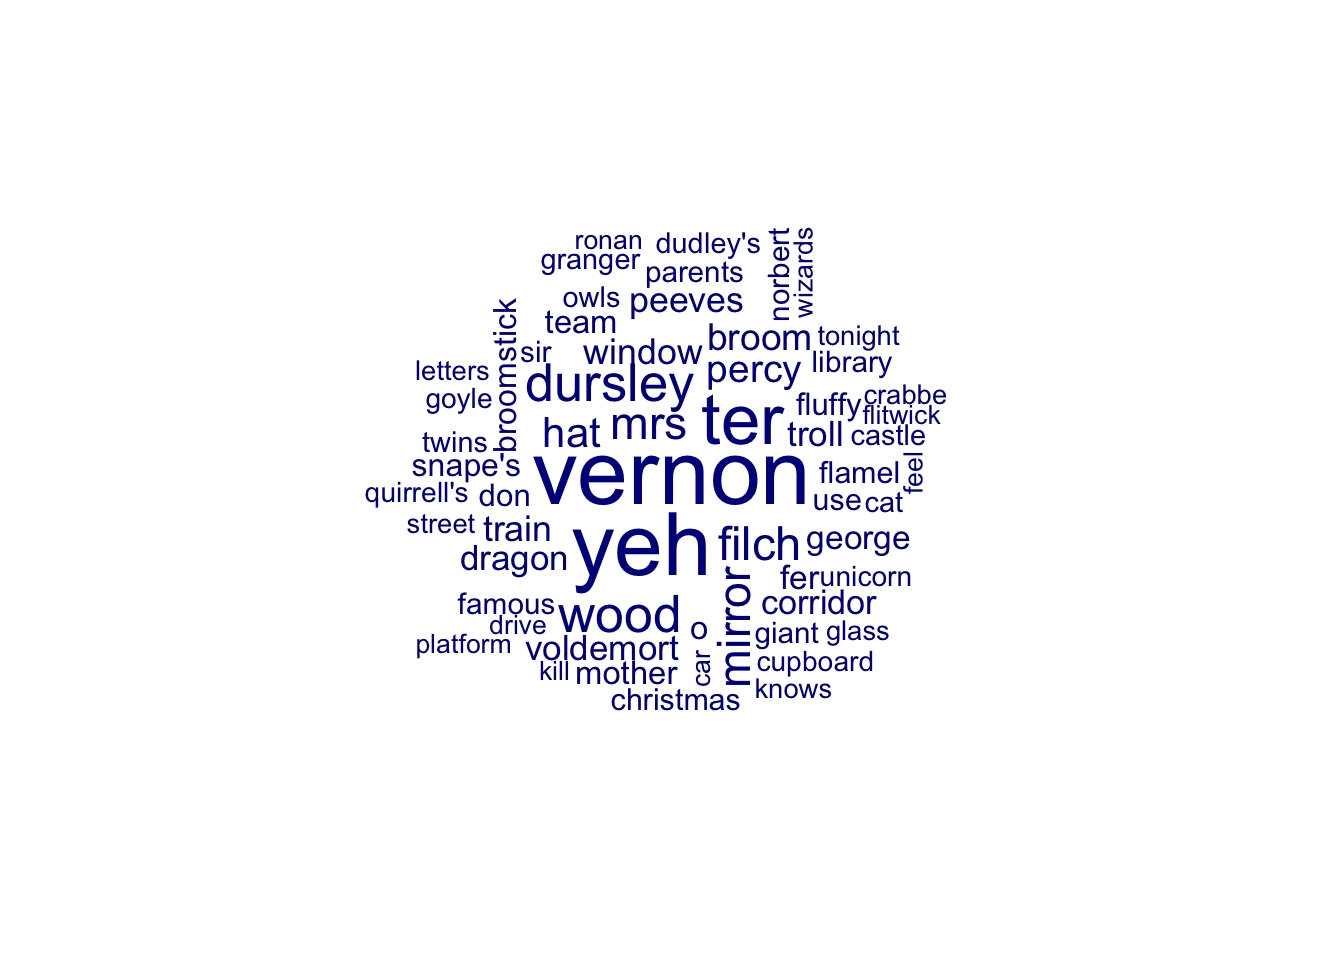 ronan
dudley's
norbert
wizards
granger
parents
owls
peeves
team
broomstick
sir
window
broom
tonight
letters
dursley
percy
library
goyle
hat
mrs
ter
fluffy
crabbe
flitwick
twins
troll
castle
snape's
vernon
flamel
feel
quirrell's
don
use
cat
street
train
yeh
filch
george
dragon
mirror
fer
unicorn
famous
wood
corridor
drive
o
giant
glass
platform
voldemort
car
cupboard
kill
mother
knows
christmas